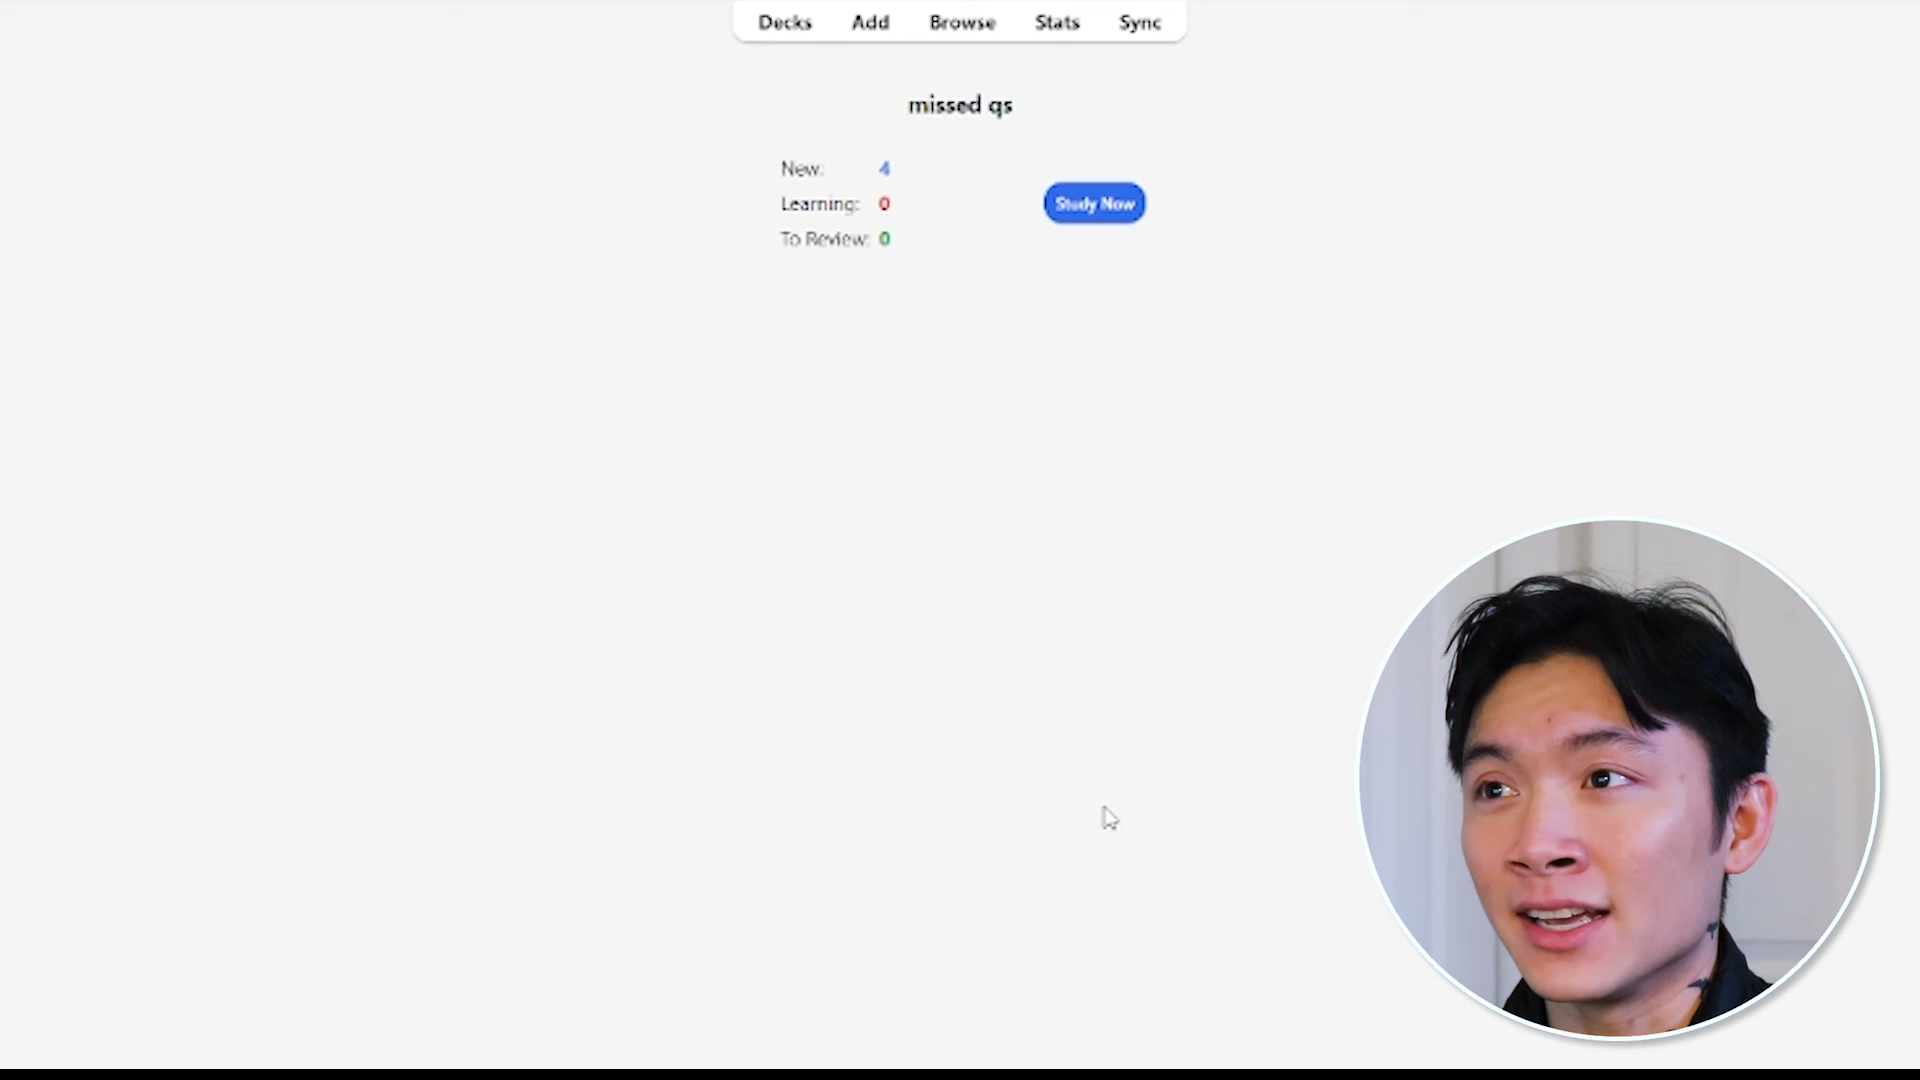 Decks Add Browse Stats Sync
missed qs
New: 4
Learning: 0
To Review: 0
Study Now